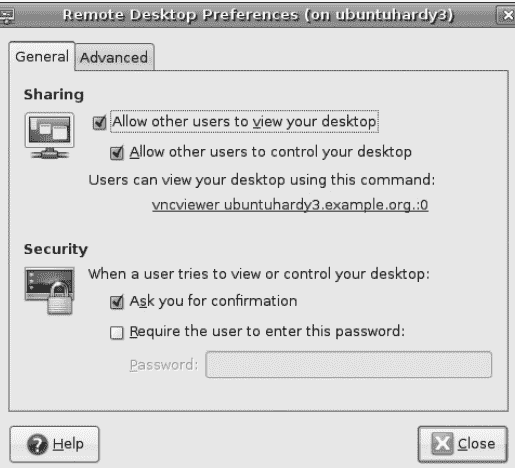 Remote Desktop Preferences (on ubuntuhardy3)
General Advanced
Sharing
Allow other users to view your desktop
Allow other users to control your desktop
Users can view your desktop using this command:
vncviewer ubuntuhardy3.example.org.:0
Security
When a user tries to view or control your desktop:
Ask you for confirmation
Require the user to enter this password:
Password:
Help Close